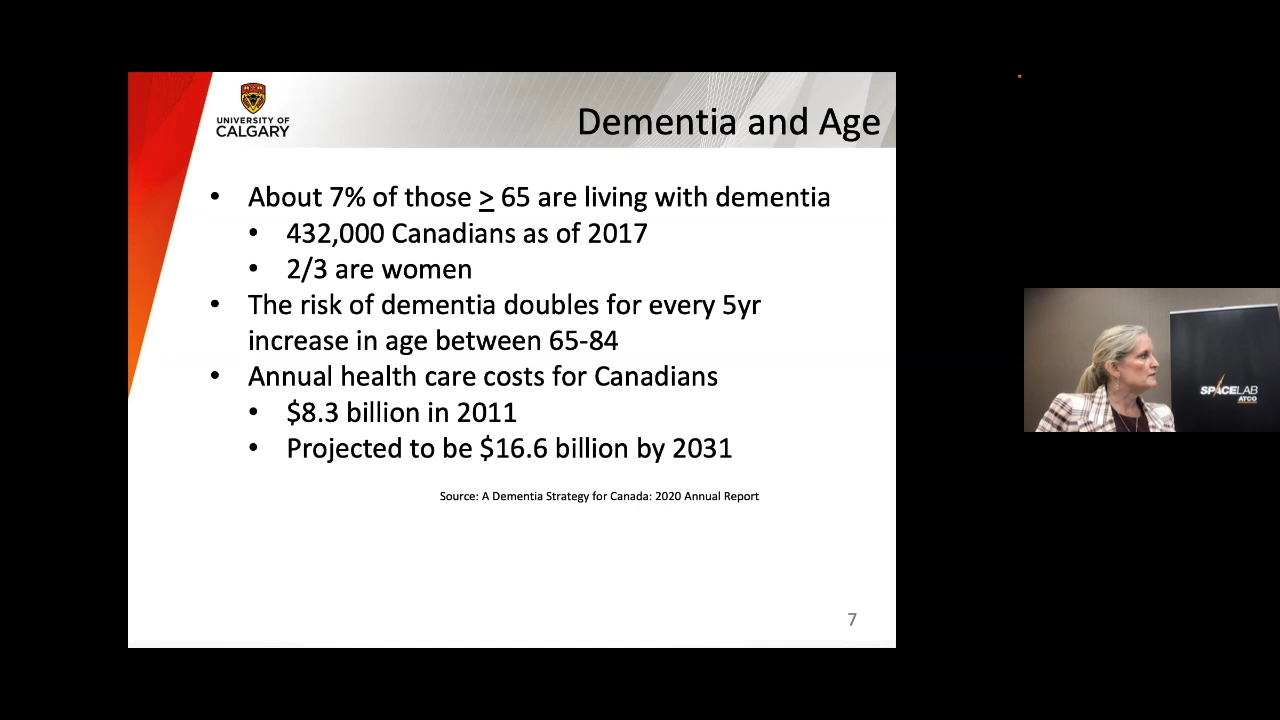 UNIVERSITY OF
CALGARY
Dementia and Age
• About 7% of those ≥ 65 are living with dementia
• 432,000 Canadians as of 2017
• 2/3 are women
• The risk of dementia doubles for every 5yr
increase in age between 65-84
• Annual health care costs for Canadians
• $8.3 billion in 2011
• Projected to be $16.6 billion by 2031
Source: A Dementia Strategy for Canada: 2020 Annual Report
7
SPACELAB
ATCO